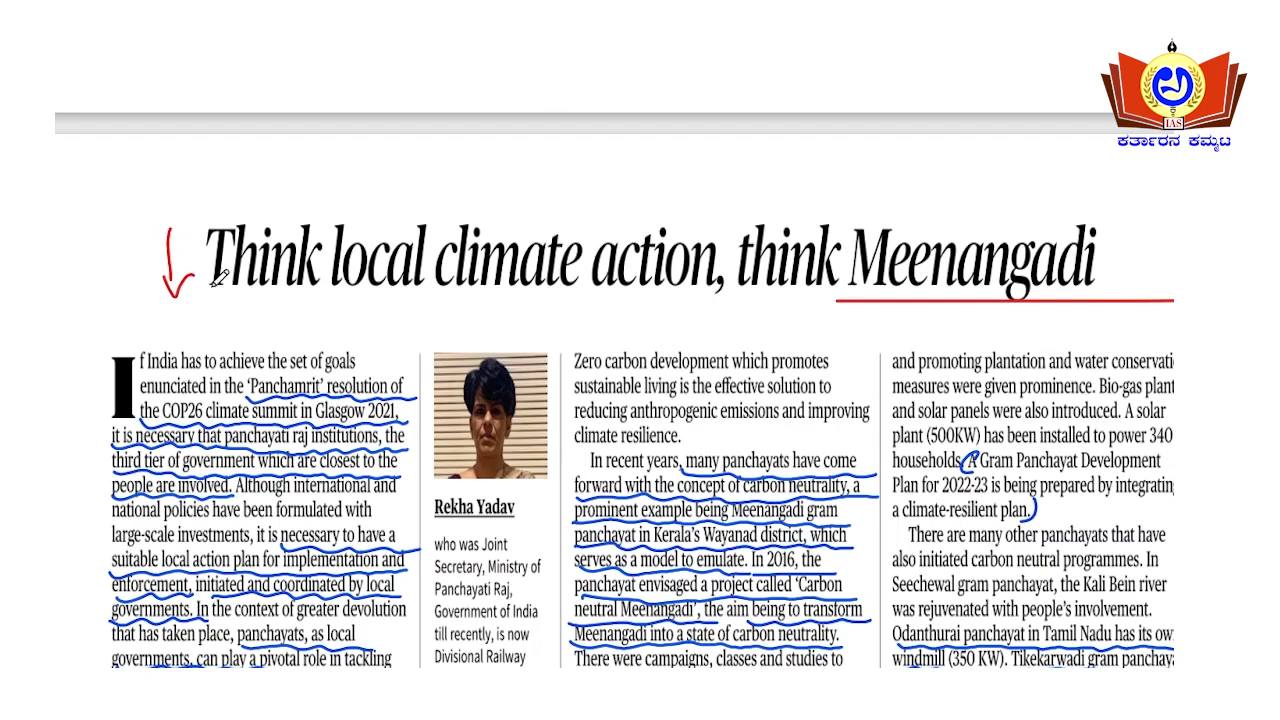 IAS
ಕರ್ತಾರನ ಕಮ್ಮಟ
Think local climate action, think Meenangadi
If India has to achieve the set of goals
enunciated in the ‘Panchamrit’ resolution of
the COP26 climate summit in Glasgow 2021,
it is necessary that panchayati raj institutions, the
third tier of government which are closest to the
people are involved. Although international and
national policies have been formulated with
large-scale investments, it is necessary to have a
suitable local action plan for implementation and
enforcement, initiated and coordinated by local
governments. In the context of greater devolution
that has taken place, panchayats, as local
governments, can play a pivotal role in tackling
Rekha Yadav
who was Joint
Secretary, Ministry of
Panchayati Raj,
Government of India
till recently, is now
Divisional Railway
Zero carbon development which promotes
sustainable living is the effective solution to
reducing anthropogenic emissions and improving
climate resilience.
In recent years, many panchayats have come
forward with the concept of carbon neutrality, a
prominent example being Meenangadi gram
panchayat in Kerala’s Wayanad district, which
serves as a model to emulate. In 2016, the
panchayat envisaged a project called ‘Carbon
neutral Meenangadi’, the aim being to transform
Meenangadi into a state of carbon neutrality.
There were campaigns, classes and studies to
and promoting plantation and water conservati
measures were given prominence. Bio-gas plant
and solar panels were also introduced. A solar
plant (500KW) has been installed to power 340
households. A Gram Panchayat Development
Plan for 2022-23 is being prepared by integrating
a climate-resilient plan.
There are many other panchayats that have
also initiated carbon neutral programmes. In
Seechewal gram panchayat, the Kali Bein river
was rejuvenated with people’s involvement.
Odanthurai panchayat in Tamil Nadu has its ow
windmill (350 KW). Tikekarwadi gram panchaya